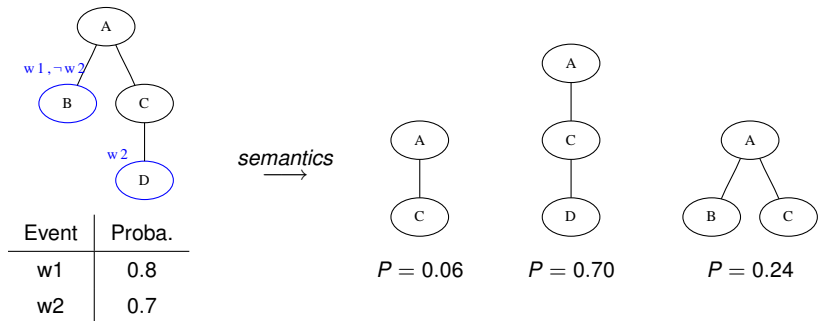 A
w1,¬w2
B
C
w2
D
Event Proba.
w1 0.8
w2 0.7
semantics
A
C
P = 0.06
A
C
D
P = 0.70
A
B C
P = 0.24